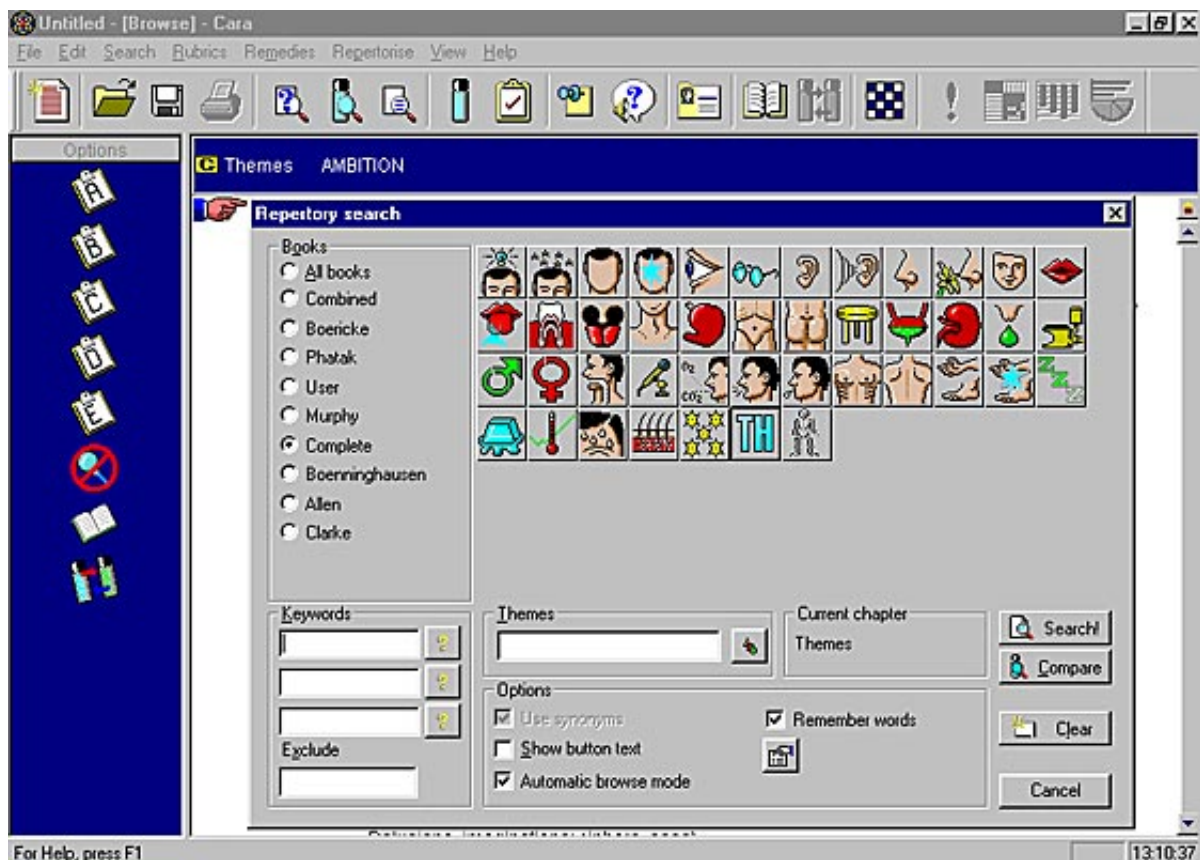 Untitled - [Browse] - Cara
File Edit Search Rubrics Remedies Repertorise View Help
Options
A
B
C
D
E
C Themes AMBITION
Repertory search
Books
All books
Combined
Boericke
Phatak
User
Murphy
Complete
Boenninghausen
Allen
Clarke
O2
CO2
Z Z Z
TH
Keywords
Exclude
Themes
Current chapter
Themes
Options
Use synonyms
Show button text
Automatic browse mode
Remember words
Search!
Compare
Clear
Cancel
For Help, press F1
13:10:37